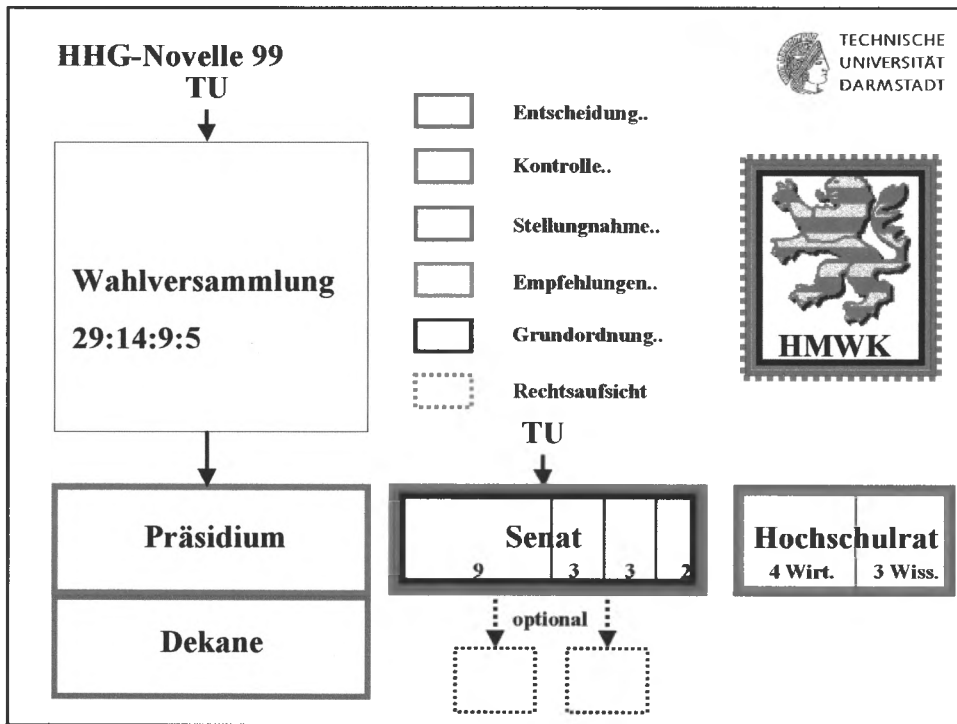 HHG-Novelle 99
TU
TECHNISCHE
UNIVERSITÄT
DARMSTADT
Entscheidung..
Kontrolle..
Stellungnahme..
Empfehlungen..
Grundordnung..
Rechtsaufsicht
Wahlversammlung
29:14:9:5
HMWK
TU
Präsidium
Dekane
Senat
9 3 3 2
optional
Hochschulrat
4 Wirt. 3 Wiss.